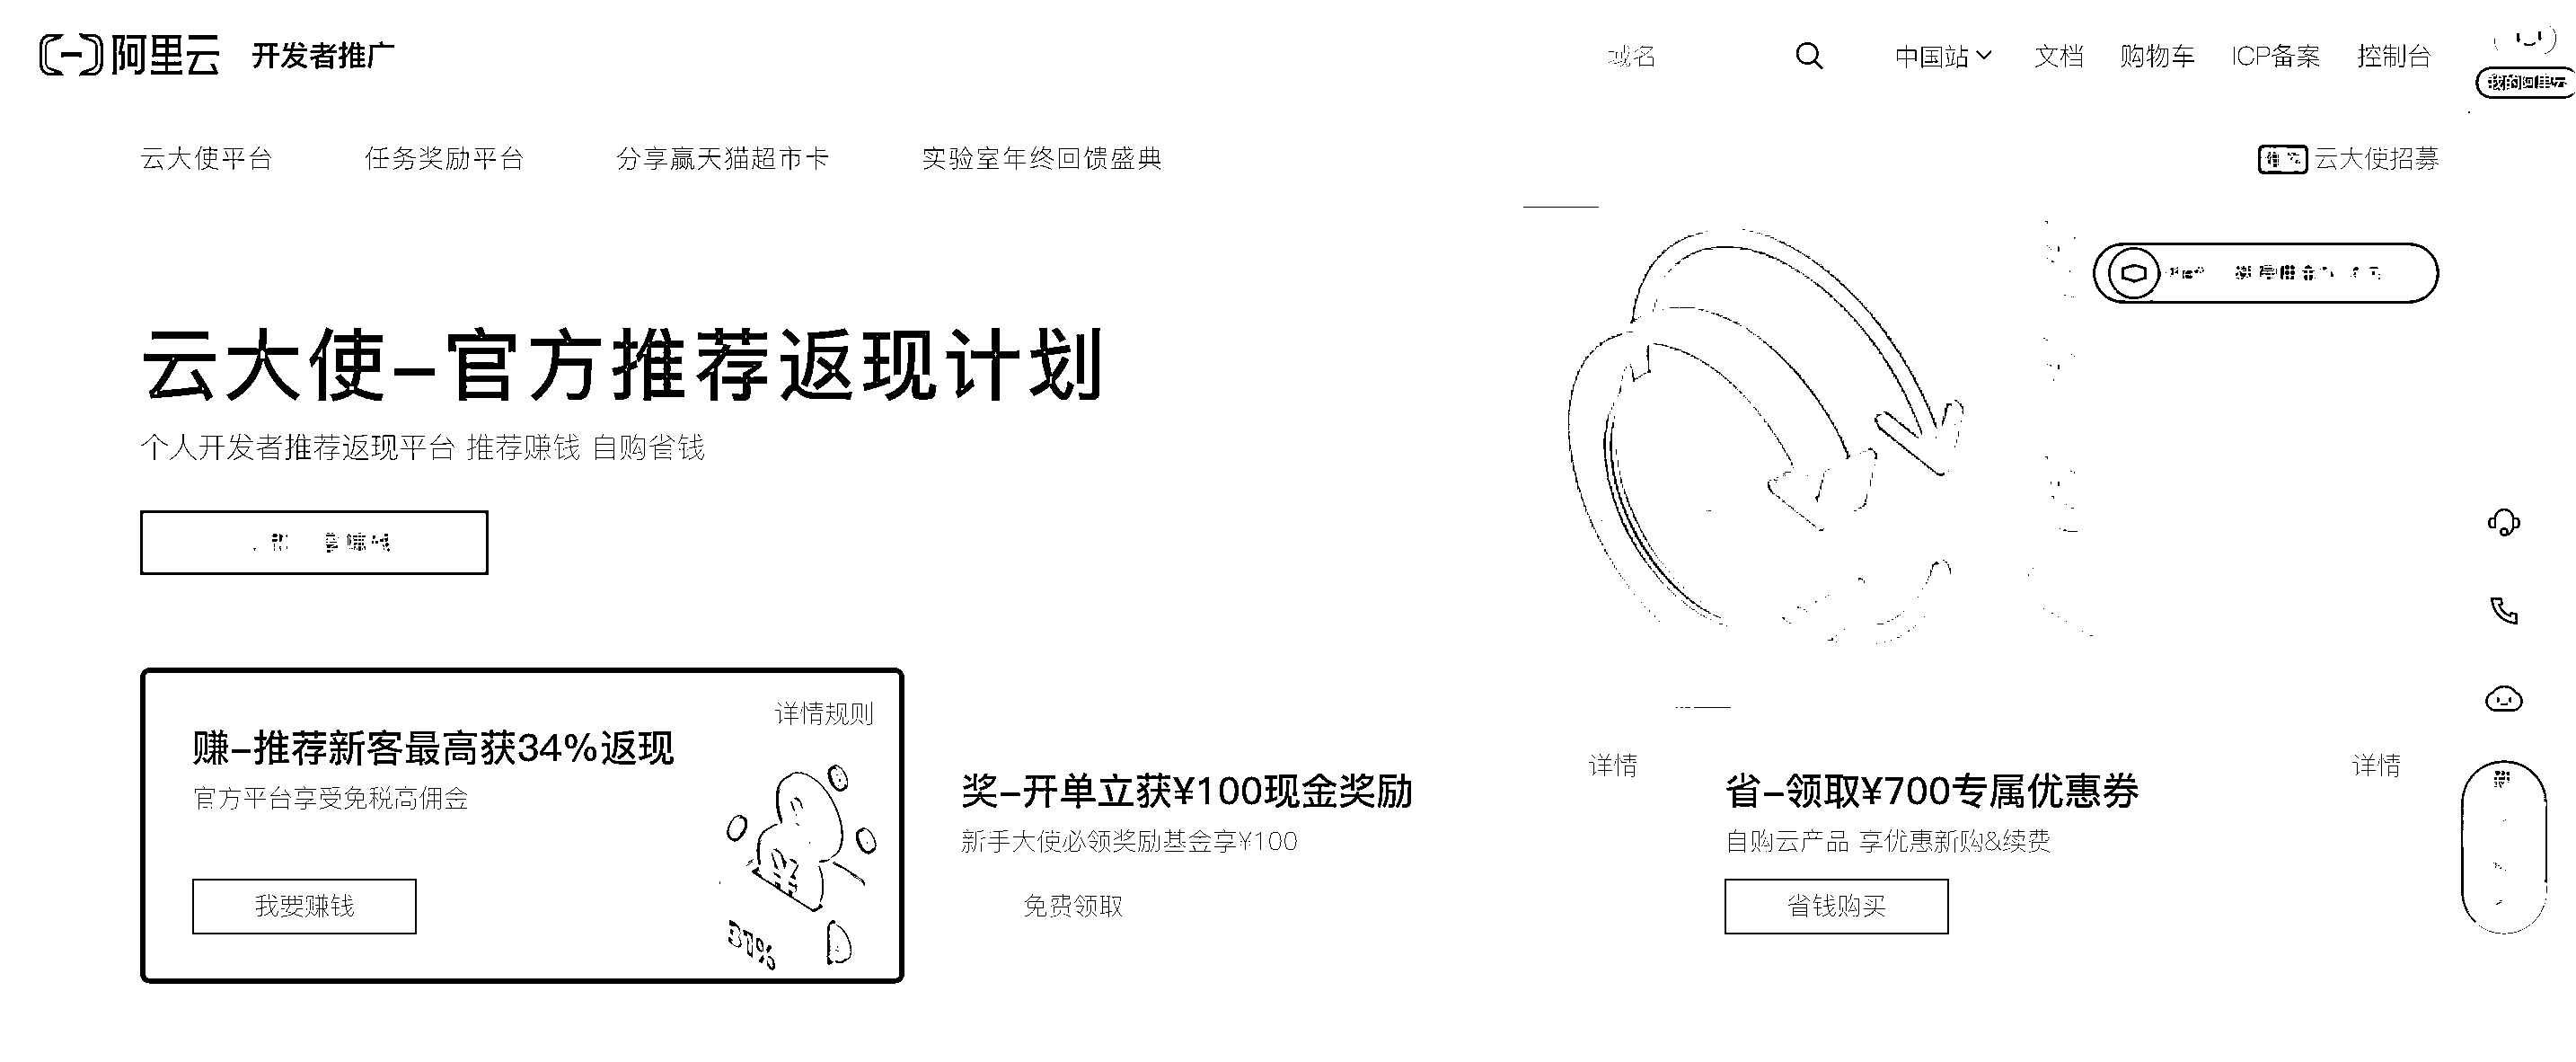 阿里云 开发者推广 域名 中国站 文档 购物车 ICP备案 控制台
我的阿里云
云大使平台 任务奖励平台 分享赢天猫超市卡 实验室年终回馈盛典 云大使招募
云大使-官方推荐返现计划
个人开发者推荐返现平台 推荐赚钱 自购省钱
详情规则
赚-推荐新客最高获34%返现
官方平台享受免税高佣金
我要赚钱
详情
奖-开单立获¥100现金奖励
新手大使必领奖励基金享¥100
免费领取
详情
省-领取¥700专属优惠券
自购云产品 享优惠新购&续费
省钱购买